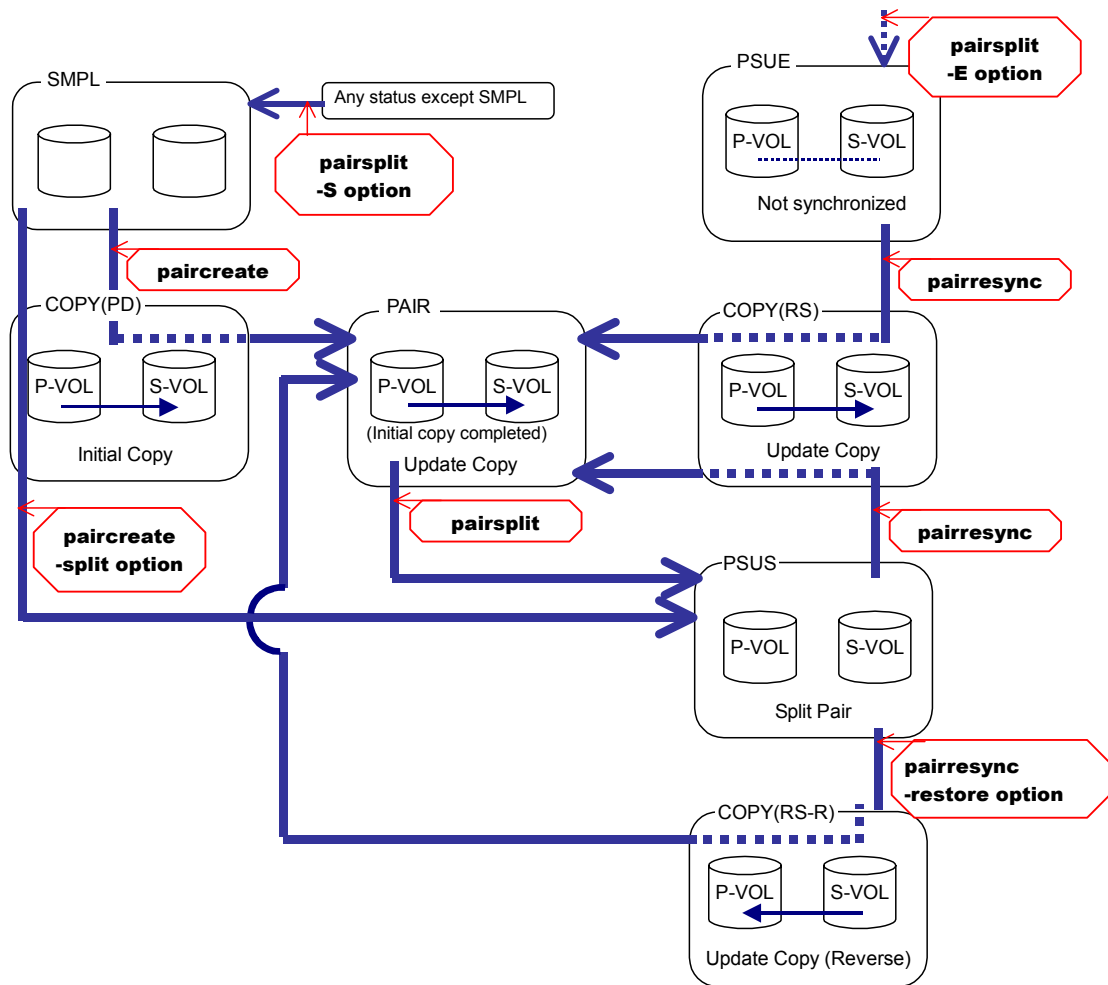 pairsplit
-E option
PSUE
SMPL
Any status except SMPL
pairsplit
-S option
P-VOL
S-VOL
Not synchronized
paircreate
pairresync
COPY(PD)
PAIR
COPY(RS)
P-VOL
S-VOL
P-VOL
S-VOL
P-VOL
S-VOL
(Initial copy completed)
Initial Copy
Update Copy
Update Copy
pairsplit
pairresync
paircreate
-split option
PSUS
P-VOL
S-VOL
Split Pair
pairresync
-restore option
COPY(RS-R)
P-VOL
S-VOL
Update Copy (Reverse)